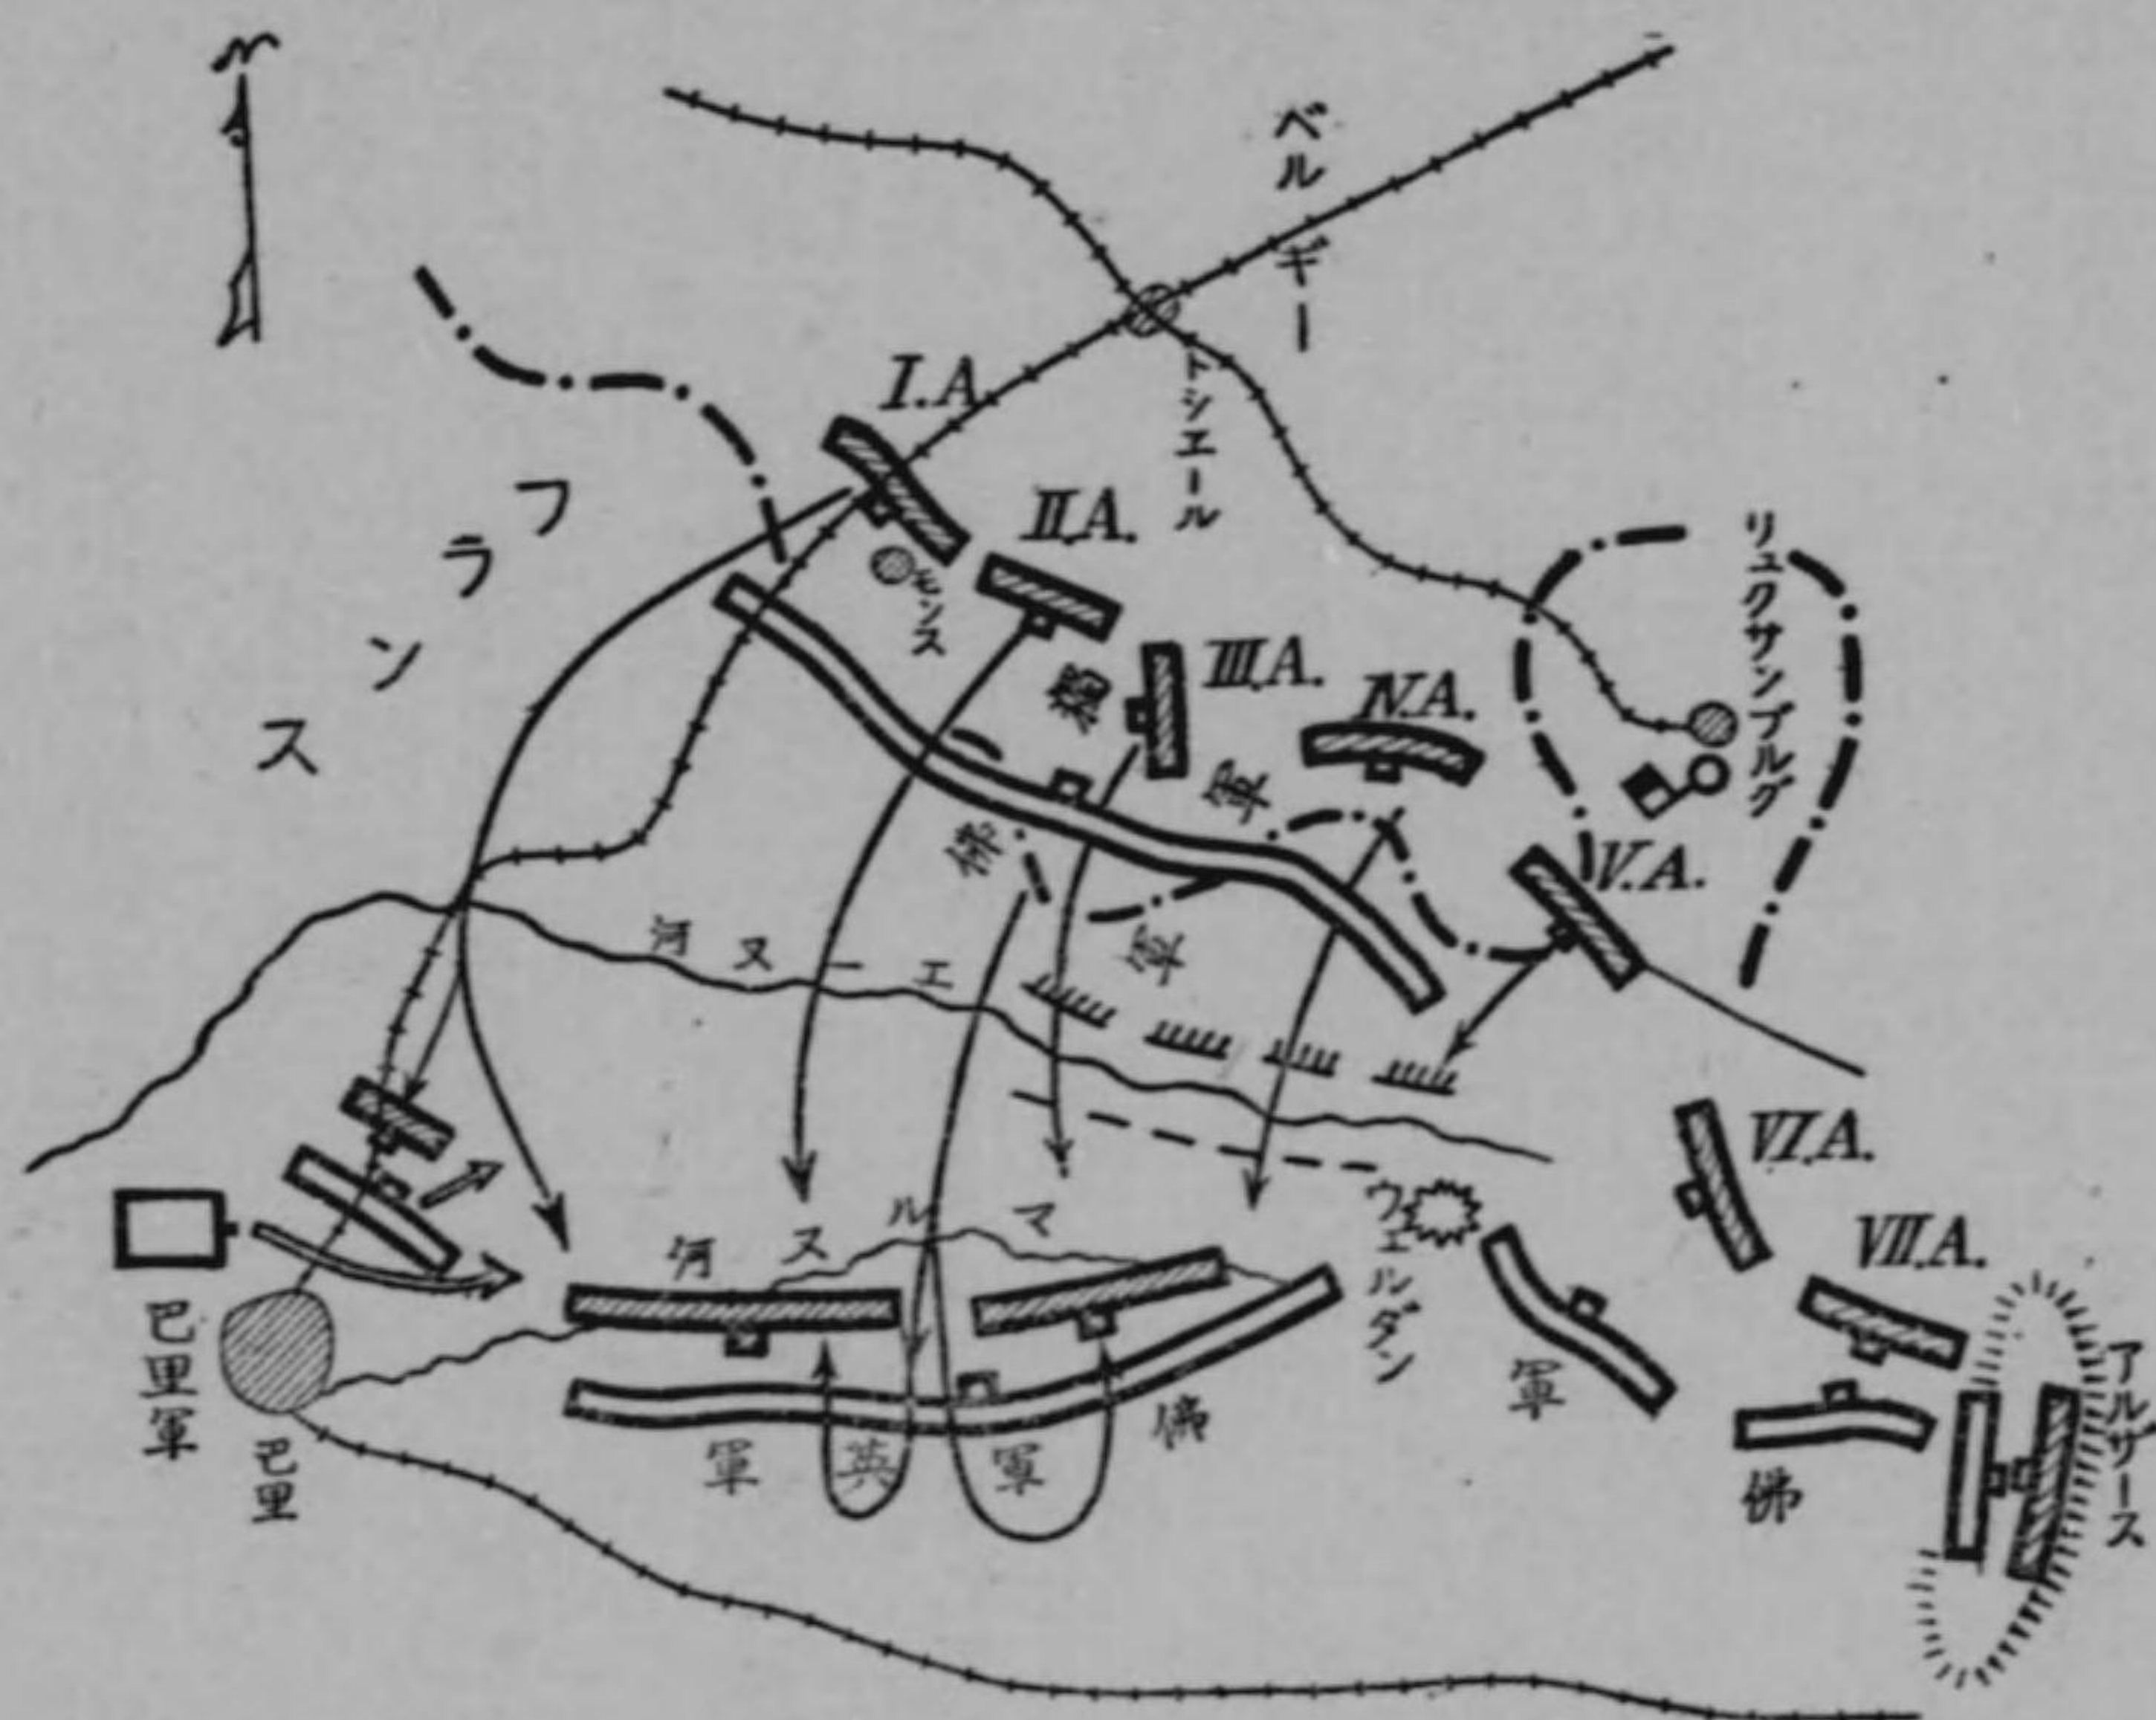 ベルギー
I.A.
II.A.
III.A.
IV.A.
V.A.
VI.A.
VII.A.
トシエール
モンス
リュクサンブルグ
フランス
獨軍
佛軍
エーヌ河
マルス河
ウェルダン
巴里軍
巴里
英軍
佛軍
佛軍
アルザース